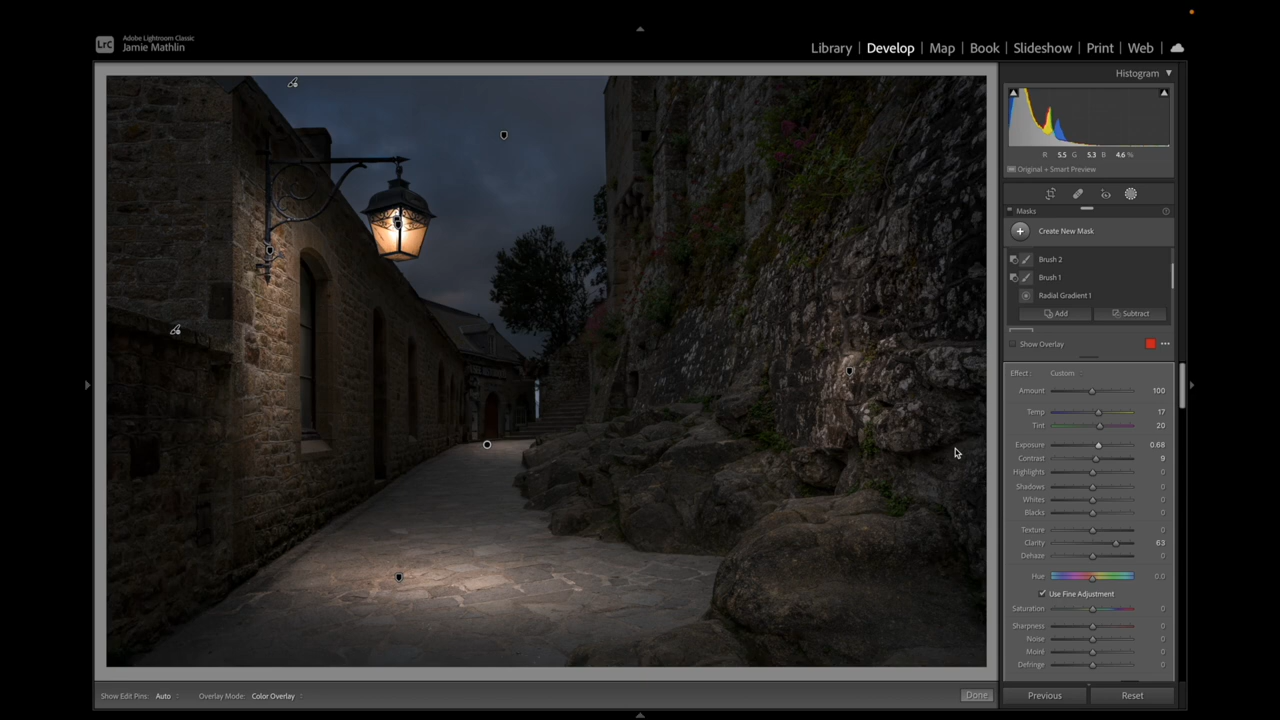 LrC
Adobe Lightroom Classic
Jamie Mathlin
Library | Develop | Map | Book | Slideshow | Print | Web |
Histogram
R 5.5 G 5.3 B 4.6 %
Original + Smart Preview
Masks
Create New Mask
Brush 2
Brush 1
Radial Gradient 1
Add
Subtract
Show Overlay
Effect : Custom
Amount 100
Temp 17
Tint 20
Exposure 0.68
Contrast 9
Highlights 0
Shadows 0
Whites 0
Blacks 0
Texture 0
Clarity 63
Dehaze 0
Hue 0.0
Use Fine Adjustment
Saturation 0
Sharpness 0
Noise 0
Moiré 0
Defringe 0
Show Edit Pins: Auto
Overlay Mode: Color Overlay
Done
Previous
Reset